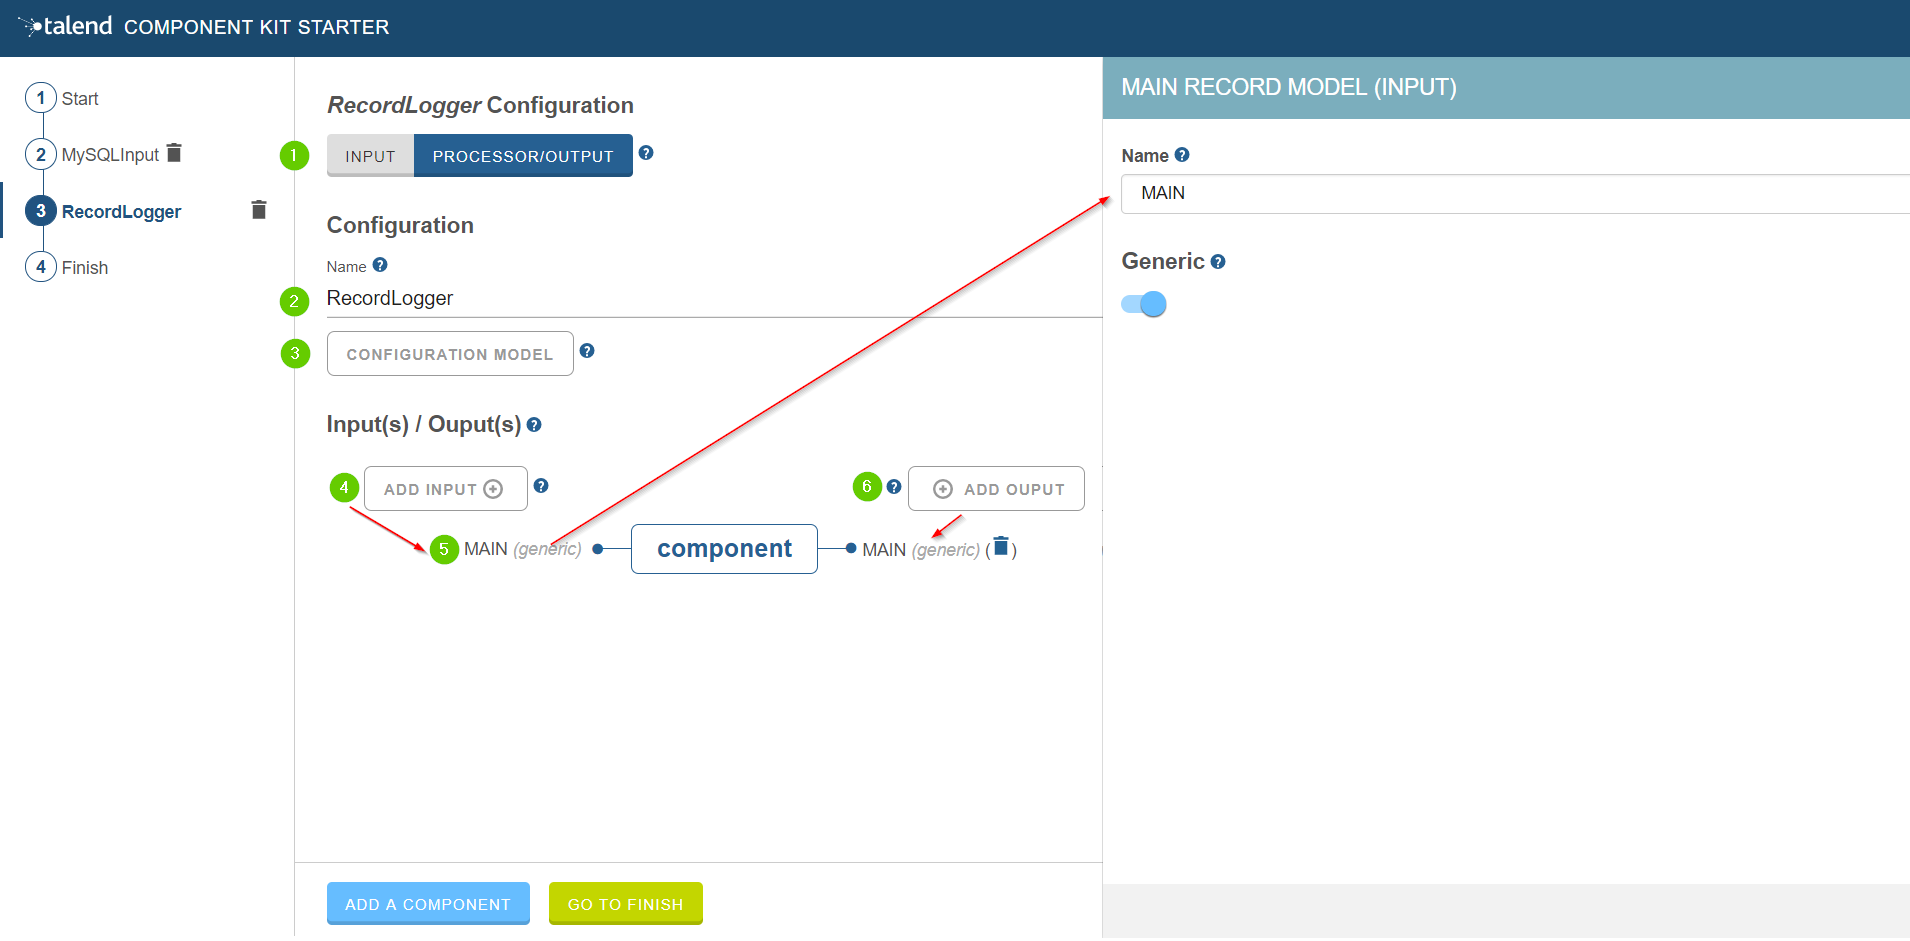 talend COMPONENT KIT STARTER
1 Start
2 MySQLInput
3 RecordLogger
4 Finish
RecordLogger Configuration
1 INPUT PROCESSOR/OUTPUT ?
Configuration
Name ?
2 RecordLogger
3 CONFIGURATION MODEL ?
Input(s) / Ouput(s) ?
4 ADD INPUT ? 6 ? ADD OUPUT
5 MAIN (generic) component MAIN (generic) ( )
ADD A COMPONENT GO TO FINISH
MAIN RECORD MODEL (INPUT)
Name ?
MAIN
Generic ?